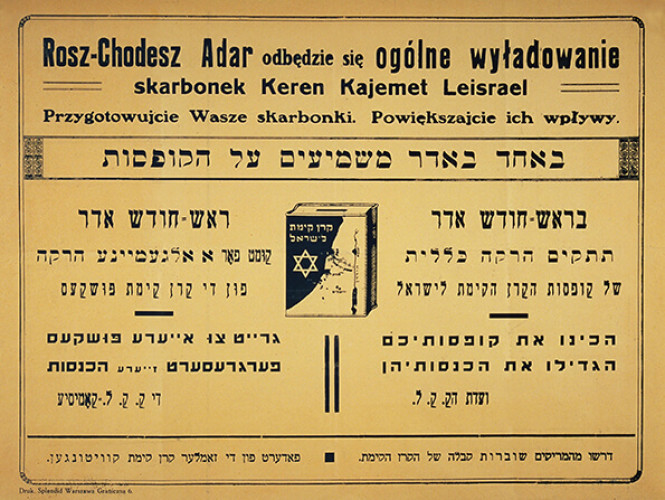 Rosz-Chodesz Adar odbędzie się ogólne wyładowanie
skarbonek Keren Kajemet Leisrael
Przygotowujcie Wasze skarbonki. Powiększajcie ich wpływy.
באחד באדר משמיעים על הקופסות
בראש-חודש אדר
תתקים הרקה כללית
של קופסות הקרן הקימת לישראל
הכינו את קופסותיכם
הגדילו את הכנסותיהן
ועדת הק. ק. ל.
קרן קימת
לישראל
ראש-חודש אדר
קומט פאָר א אלגעמיינע הרקה
פון די קרן קימת פושקעס
גרייט צו אייערע פושקעס
פערגרעסערט זייערע הכנסות
די ק. ק. ל.-קאָמיסיע
דרשו מהמריקים שוברות קבלה של הקרן הקימת.
פאדערט פון די זאמלער קרן קימת קוויטונגען.
Druk. Splendid Warszawa Graniczna 6.